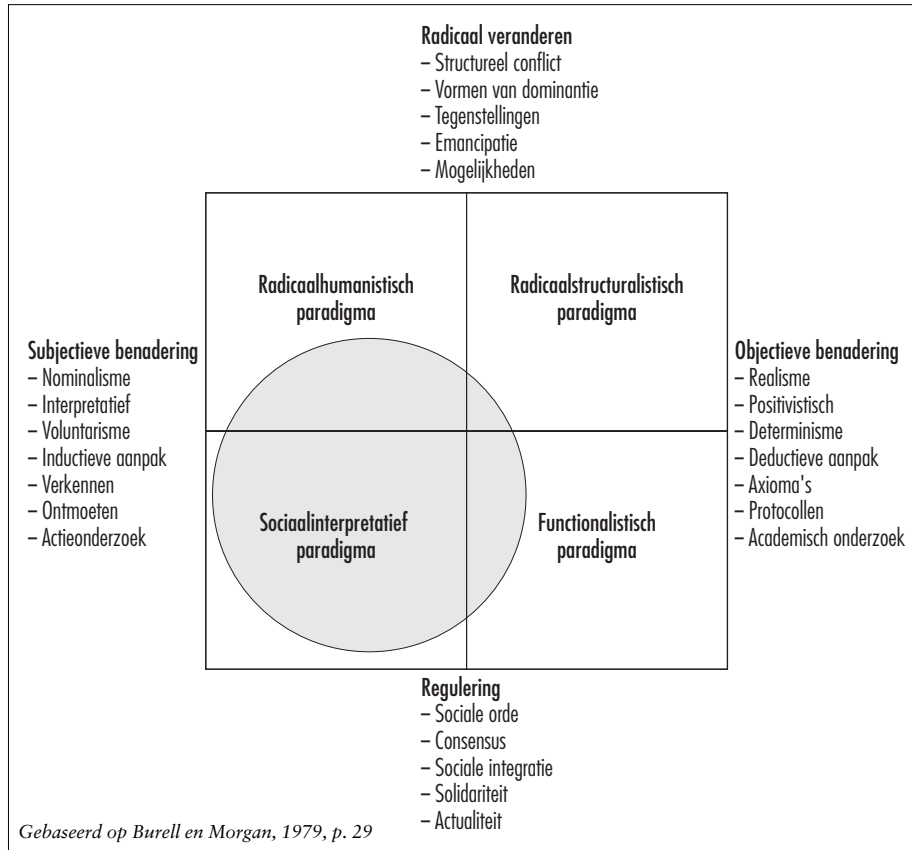 Radicaal veranderen
– Structureel conflict
– Vormen van dominantie
– Tegenstellingen
– Emancipatie
– Mogelijkheden
Radicaalhumanistisch
paradigma
Radicaalstructuralistisch
paradigma
Subjectieve benadering
– Nominalisme
– Interpretatief
– Voluntarisme
– Inductieve aanpak
– Verkennen
– Ontmoeten
– Actieonderzoek
Objectieve benadering
– Realisme
– Positivistisch
– Determinisme
– Deductieve aanpak
– Axioma's
– Protocollen
– Academisch onderzoek
Sociaalinterpretatief
paradigma
Functionalistisch
paradigma
Regulering
– Sociale orde
– Consensus
– Sociale integratie
– Solidariteit
– Actualiteit
Gebaseerd op Burell en Morgan, 1979, p. 29